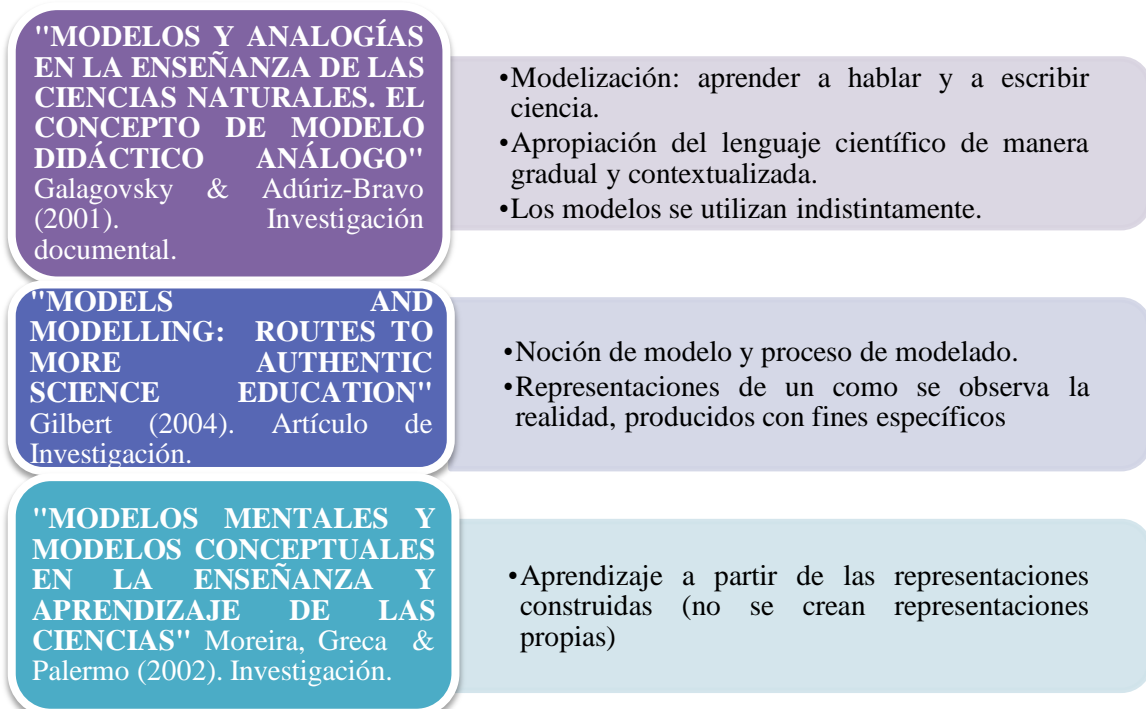 "MODELOS Y ANALOGÍAS
EN LA ENSEÑANZA DE LAS
CIENCIAS NATURALES. EL
CONCEPTO DE MODELO
DIDÁCTICO ANÁLOGO"
Galagovsky & Adúriz-Bravo
(2001). Investigación
documental.
•Modelización: aprender a hablar y a escribir
ciencia.
•Apropiación del lenguaje científico de manera
gradual y contextualizada.
•Los modelos se utilizan indistintamente.
"MODELS AND
MODELLING: ROUTES TO
MORE AUTHENTIC
SCIENCE EDUCATION"
Gilbert (2004). Artículo de
Investigación.
•Noción de modelo y proceso de modelado.
•Representaciones de un como se observa la
realidad, producidos con fines específicos
"MODELOS MENTALES Y
MODELOS CONCEPTUALES
EN LA ENSEÑANZA Y
APRENDIZAJE DE LAS
CIENCIAS" Moreira, Greca &
Palermo (2002). Investigación.
•Aprendizaje a partir de las representaciones
construidas (no se crean representaciones
propias)